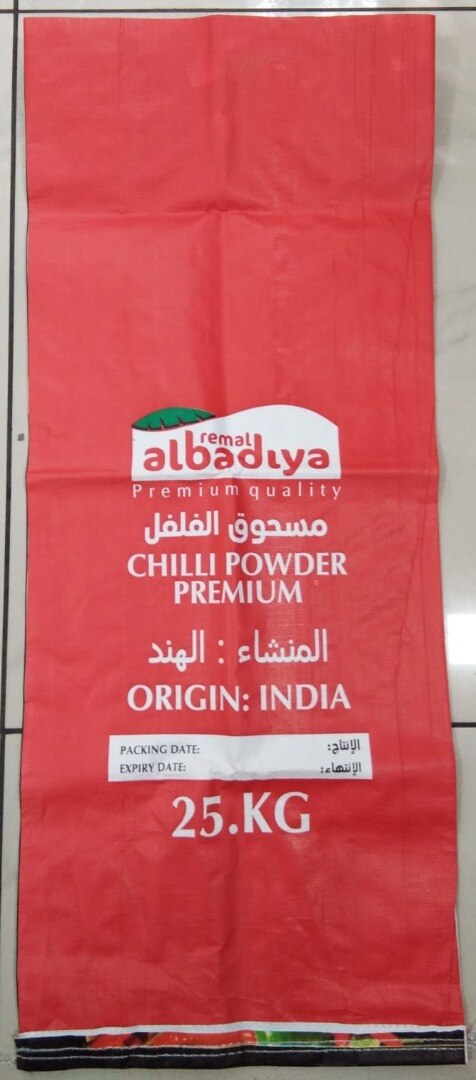 remal
albadiya
Premium quality
مسحوق الفلفل
CHILLI POWDER
PREMIUM
المنشاء : الهند
ORIGIN: INDIA
PACKING DATE: الإنتاج:
EXPIRY DATE: الإنتهاء:
25.KG